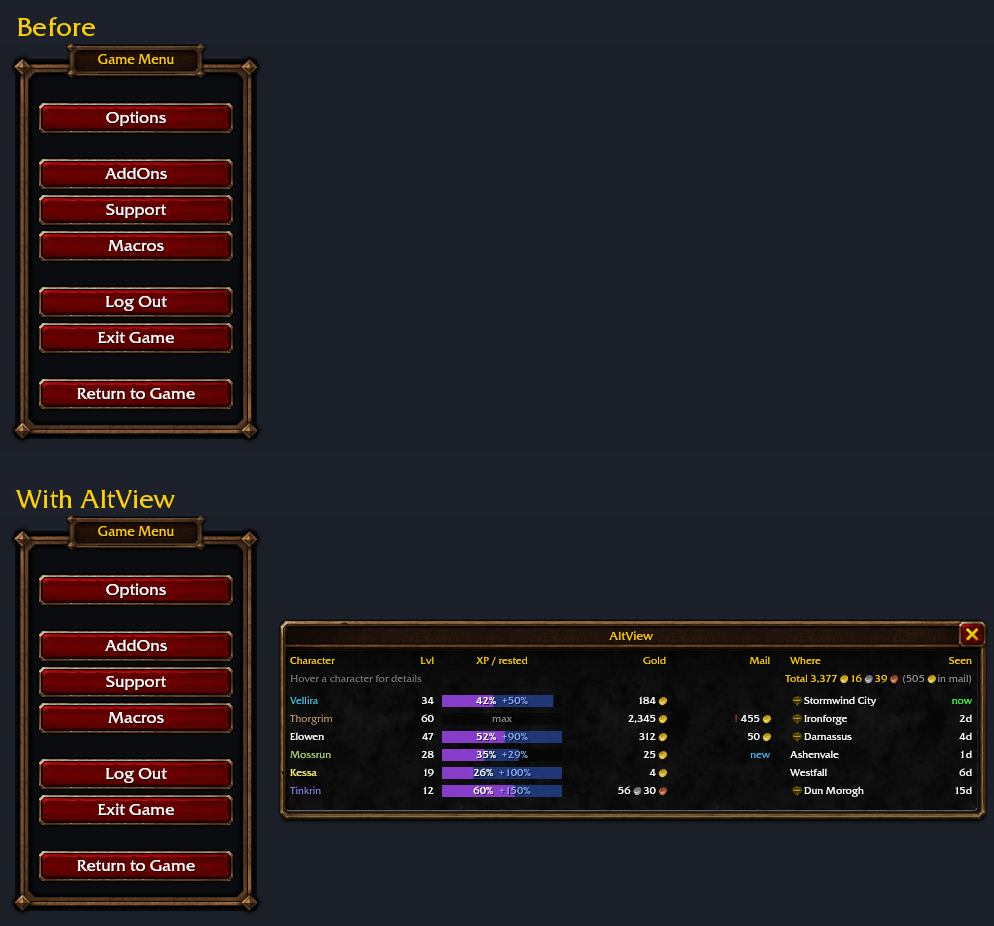 Before
Game Menu
Options
AddOns
Support
Macros
Log Out
Exit Game
Return to Game
With AltView
Game Menu
Options
AddOns
Support
Macros
Log Out
Exit Game
Return to Game
AltView
Character Lvl XP / rested Gold Mail Where Seen
Hover a character for details Total 3,377 16 39 (505 in mail)
Vellira 34 42% +50% 184 Stormwind City now
Thorgrim 60 max 2,345 ! 455 Ironforge 2d
Elowen 47 52% +90% 312 50 Darnassus 4d
Mossrun 28 35% +29% 25 new Ashenvale 1d
Kessa 19 26% +100% 4 Westfall 6d
Tinkrin 12 60% +150% 56 30 Dun Morogh 15d